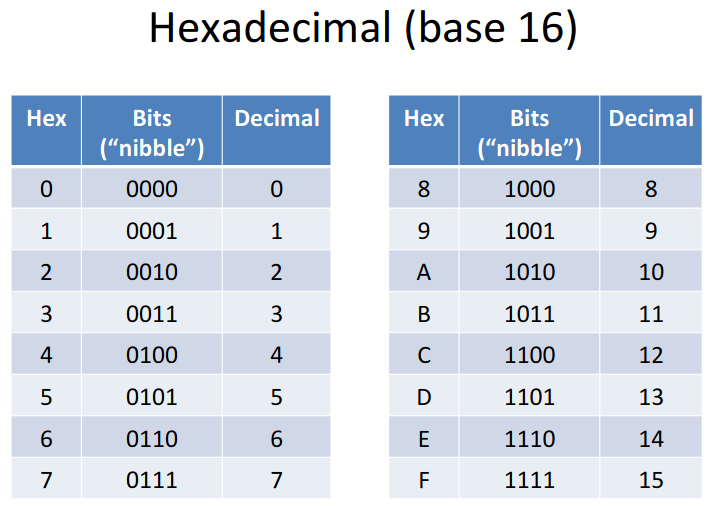 Hexadecimal (base 16)
Hex Bits (“nibble”) Decimal
0 0000 0
1 0001 1
2 0010 2
3 0011 3
4 0100 4
5 0101 5
6 0110 6
7 0111 7
Hex Bits (“nibble”) Decimal
8 1000 8
9 1001 9
A 1010 10
B 1011 11
C 1100 12
D 1101 13
E 1110 14
F 1111 15